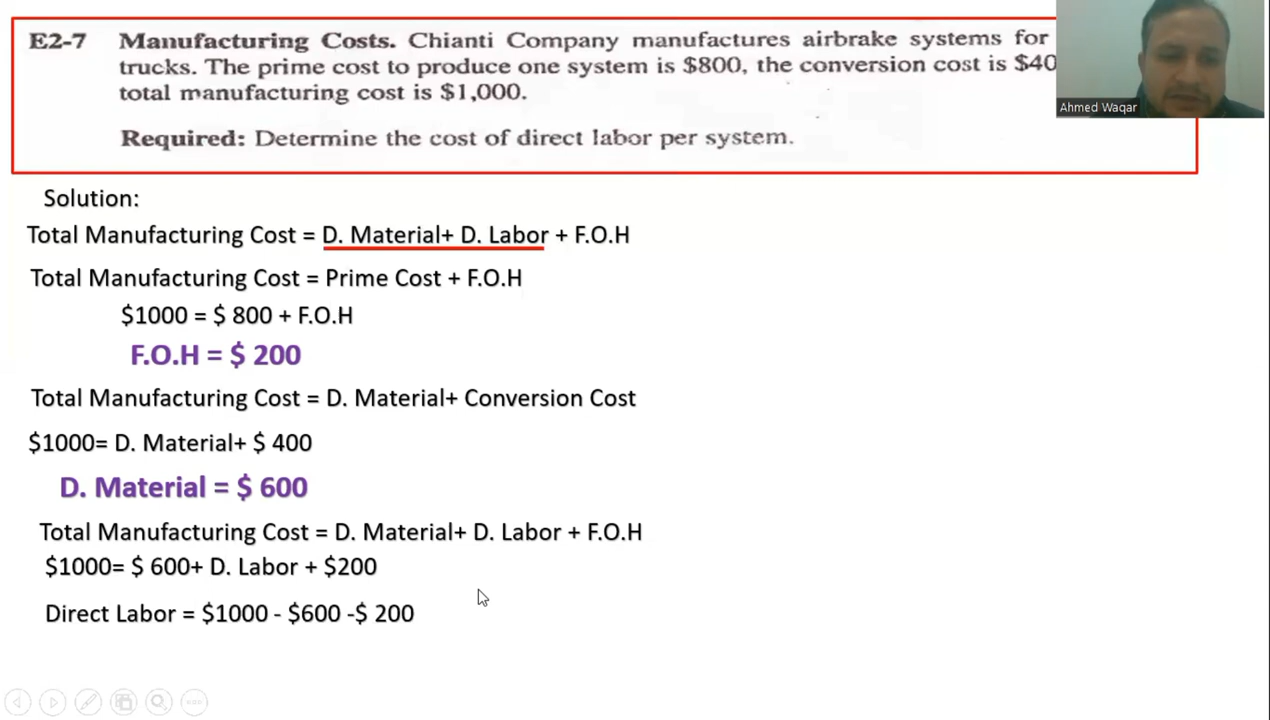 E2-7 Manufacturing Costs. Chianti Company manufactures airbrake systems for
trucks. The prime cost to produce one system is $800, the conversion cost is $40
total manufacturing cost is $1,000.
Required: Determine the cost of direct labor per system.
Ahmed Waqar
Solution:
Total Manufacturing Cost = D. Material+ D. Labor + F.O.H
Total Manufacturing Cost = Prime Cost + F.O.H
$1000 = $ 800 + F.O.H
F.O.H = $ 200
Total Manufacturing Cost = D. Material+ Conversion Cost
$1000= D. Material+ $ 400
D. Material = $ 600
Total Manufacturing Cost = D. Material+ D. Labor + F.O.H
$1000= $ 600+ D. Labor + $200
Direct Labor = $1000 - $600 -$ 200